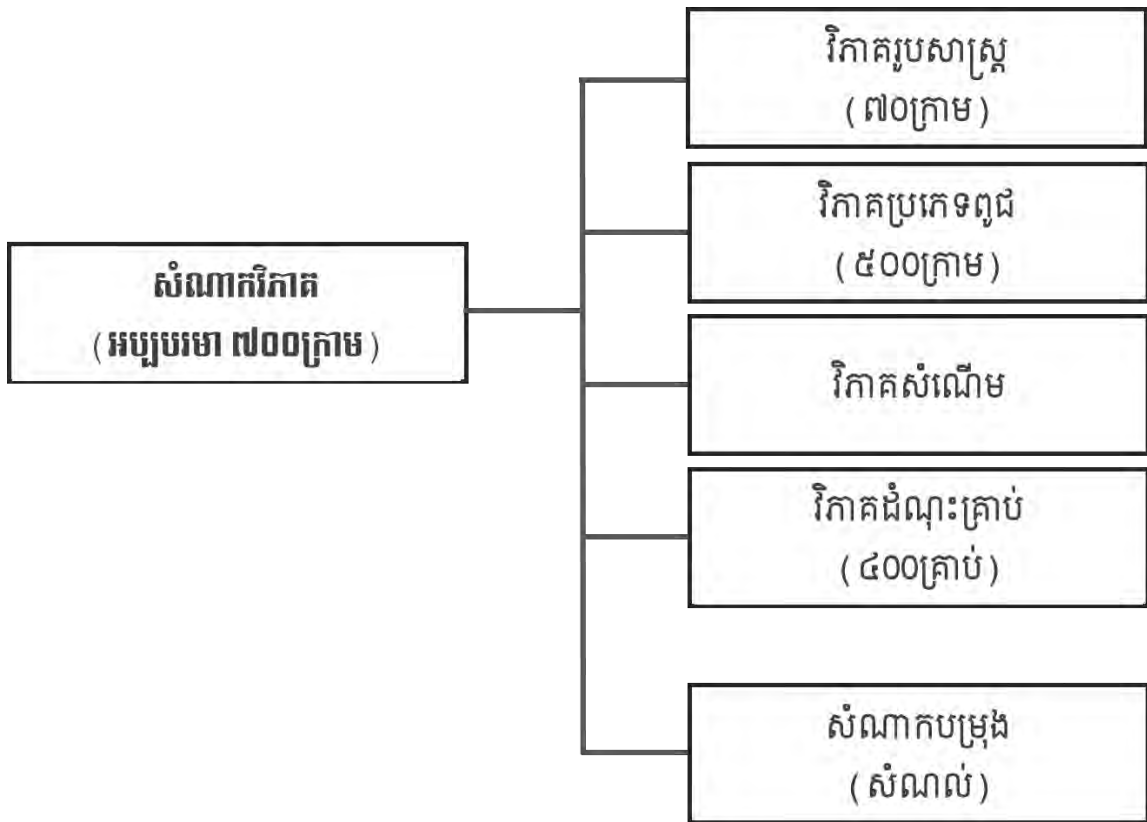 វិភាគរូបសាស្ត្រ
(៧០ក្រាម)
វិភាគប្រភេទពូជ
(៥០០ក្រាម)
សំណាកវិភាគ
(អប្បបរមា ៧០០ក្រាម)
វិភាគសំណើម
វិភាគដំណុះគ្រាប់
(៤០០គ្រាប់)
សំណាកបម្រុង
(សំណល់)